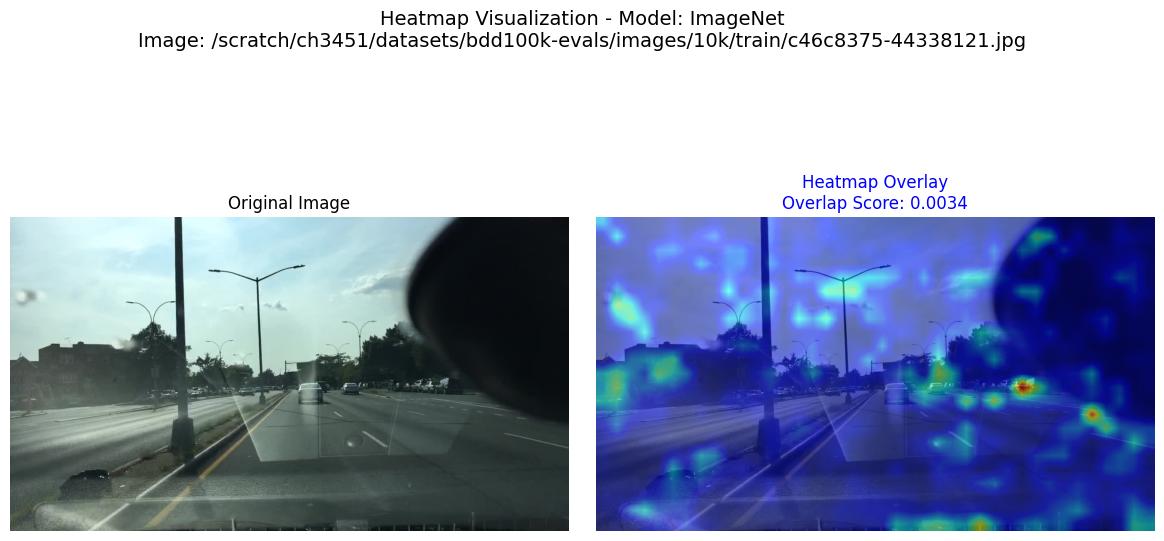 Heatmap Visualization - Model: ImageNet
Image: /scratch/ch3451/datasets/bdd100k-evals/images/10k/train/c46c8375-44338121.jpg
Original Image
Heatmap Overlay
Overlap Score: 0.0034